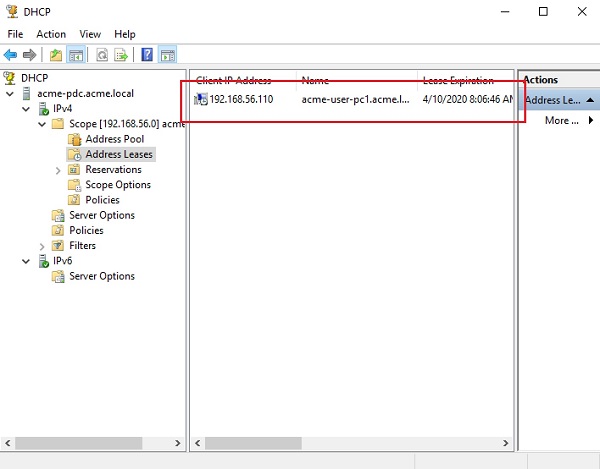 DHCP
File Action View Help
DHCP
acme-pdc.acme.local
IPv4
Scope [192.168.56.0] acme
Address Pool
Address Leases
Reservations
Scope Options
Policies
Server Options
Policies
Filters
IPv6
Server Options
Client IP Address Name Lease Expiration
192.168.56.110 acme-user-pc1.acme.l... 4/10/2020 8:06:46 AM
Actions
Address Le...
More ...